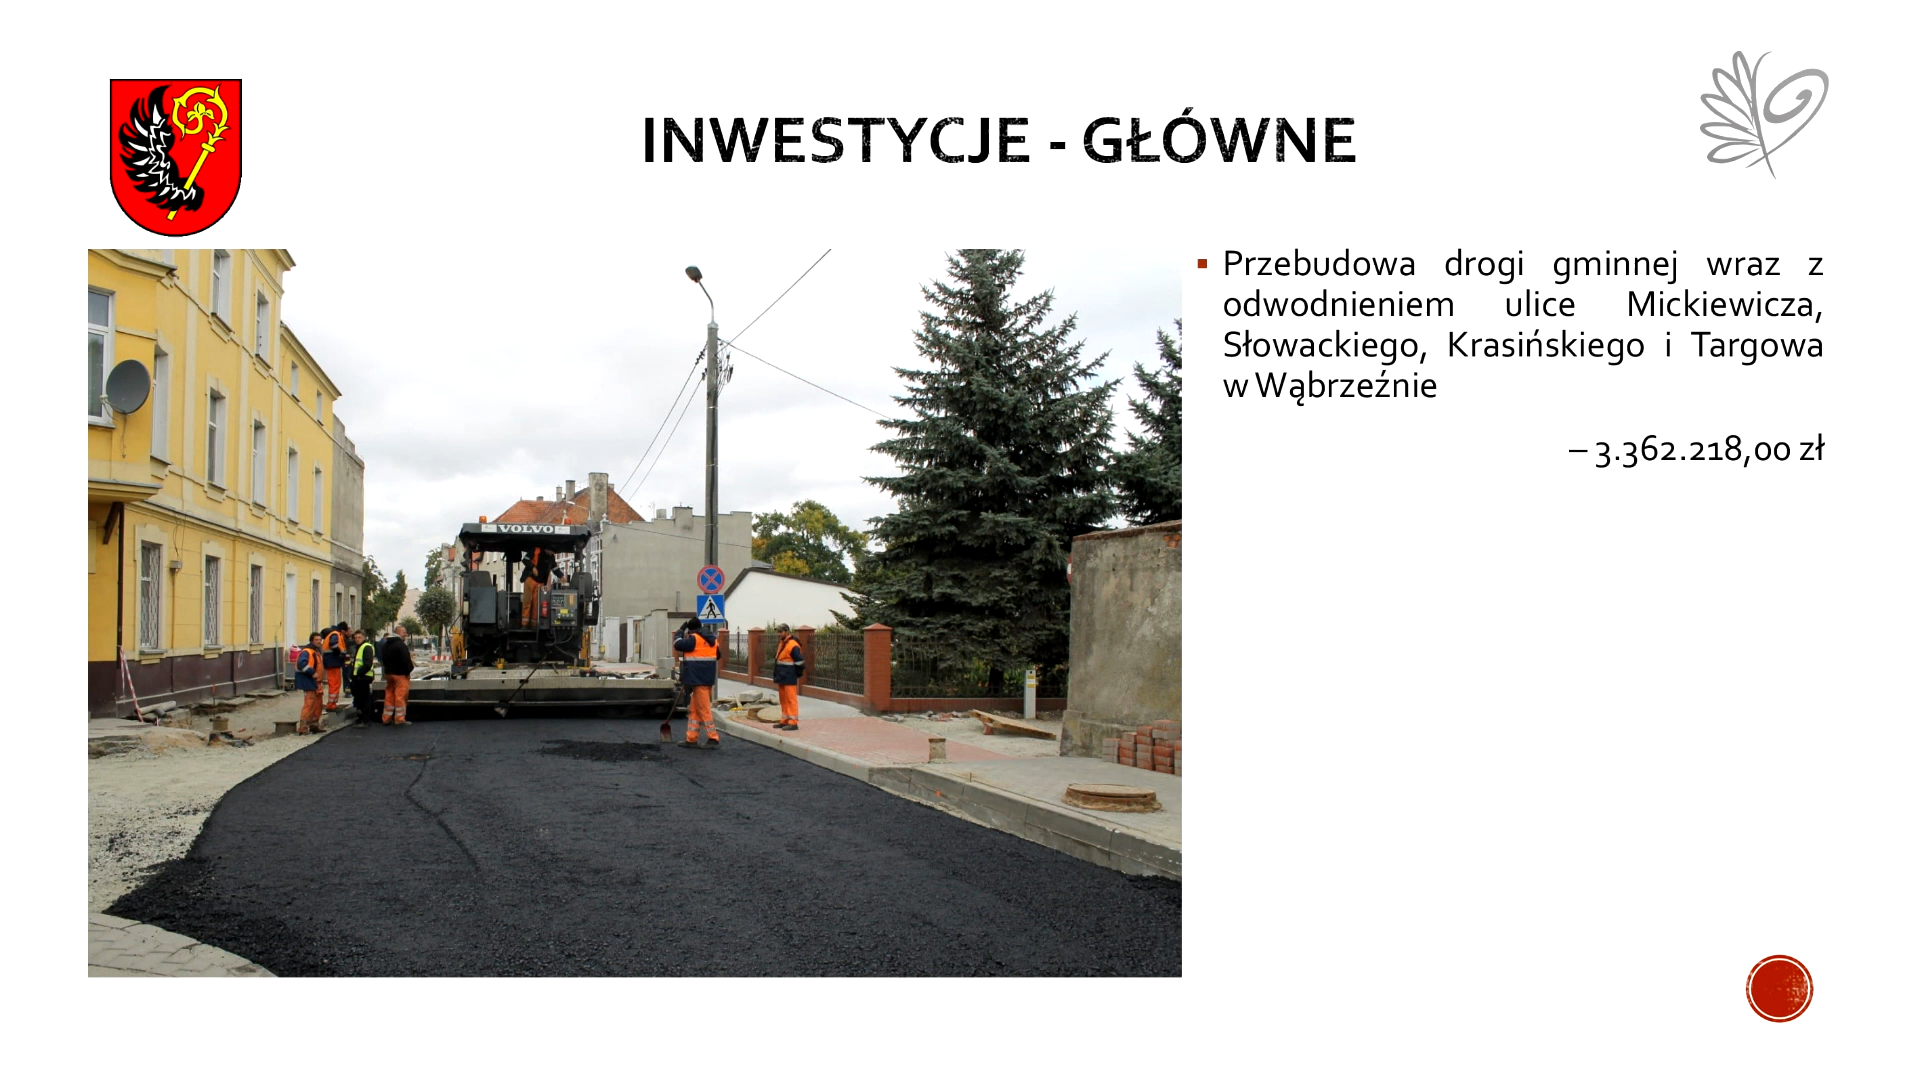 INWESTYCJE - GŁÓWNE
Przebudowa drogi gminnej wraz z
odwodnieniem ulice Mickiewicza,
Słowackiego, Krasińskiego i Targowa
w Wąbrzeźnie
– 3.362.218,00 zł
VOLVO